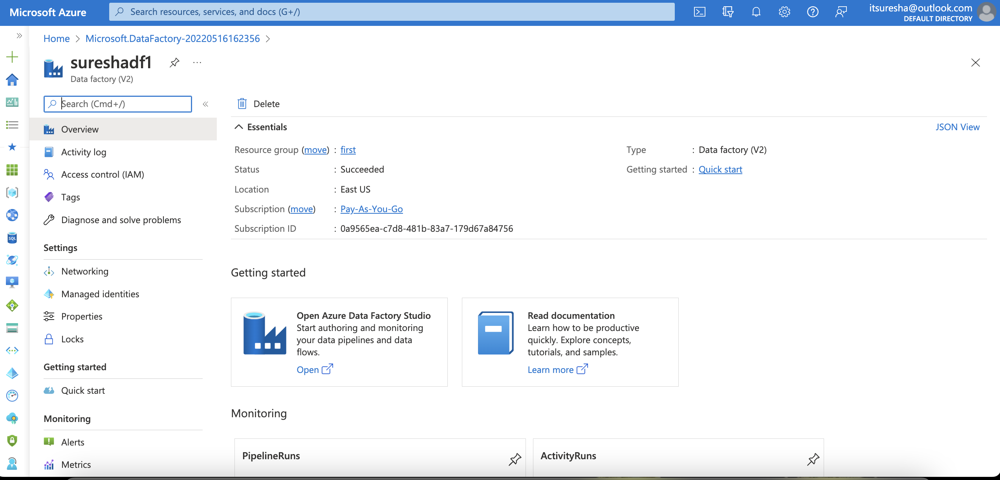 Microsoft Azure
Search resources, services, and docs (G+/)
itsuresha@outlook.com
DEFAULT DIRECTORY
Home > Microsoft.DataFactory-20220516162356 >
sureshadf1
Data factory (V2)
Search (Cmd+/)
Overview
Activity log
Access control (IAM)
Tags
Diagnose and solve problems
Settings
Networking
Managed identities
Properties
Locks
Getting started
Quick start
Monitoring
Alerts
Metrics
Delete
Essentials
JSON View
Resource group (move) : first
Status : Succeeded
Location : East US
Subscription (move) : Pay-As-You-Go
Subscription ID : 0a9565ea-c7d8-481b-83a7-179d67a84756
Type : Data factory (V2)
Getting started : Quick start
Getting started
Open Azure Data Factory Studio
Start authoring and monitoring
your data pipelines and data
flows.
Open
Read documentation
Learn how to be productive
quickly. Explore concepts,
tutorials, and samples.
Learn more
Monitoring
PipelineRuns
ActivityRuns
SQL